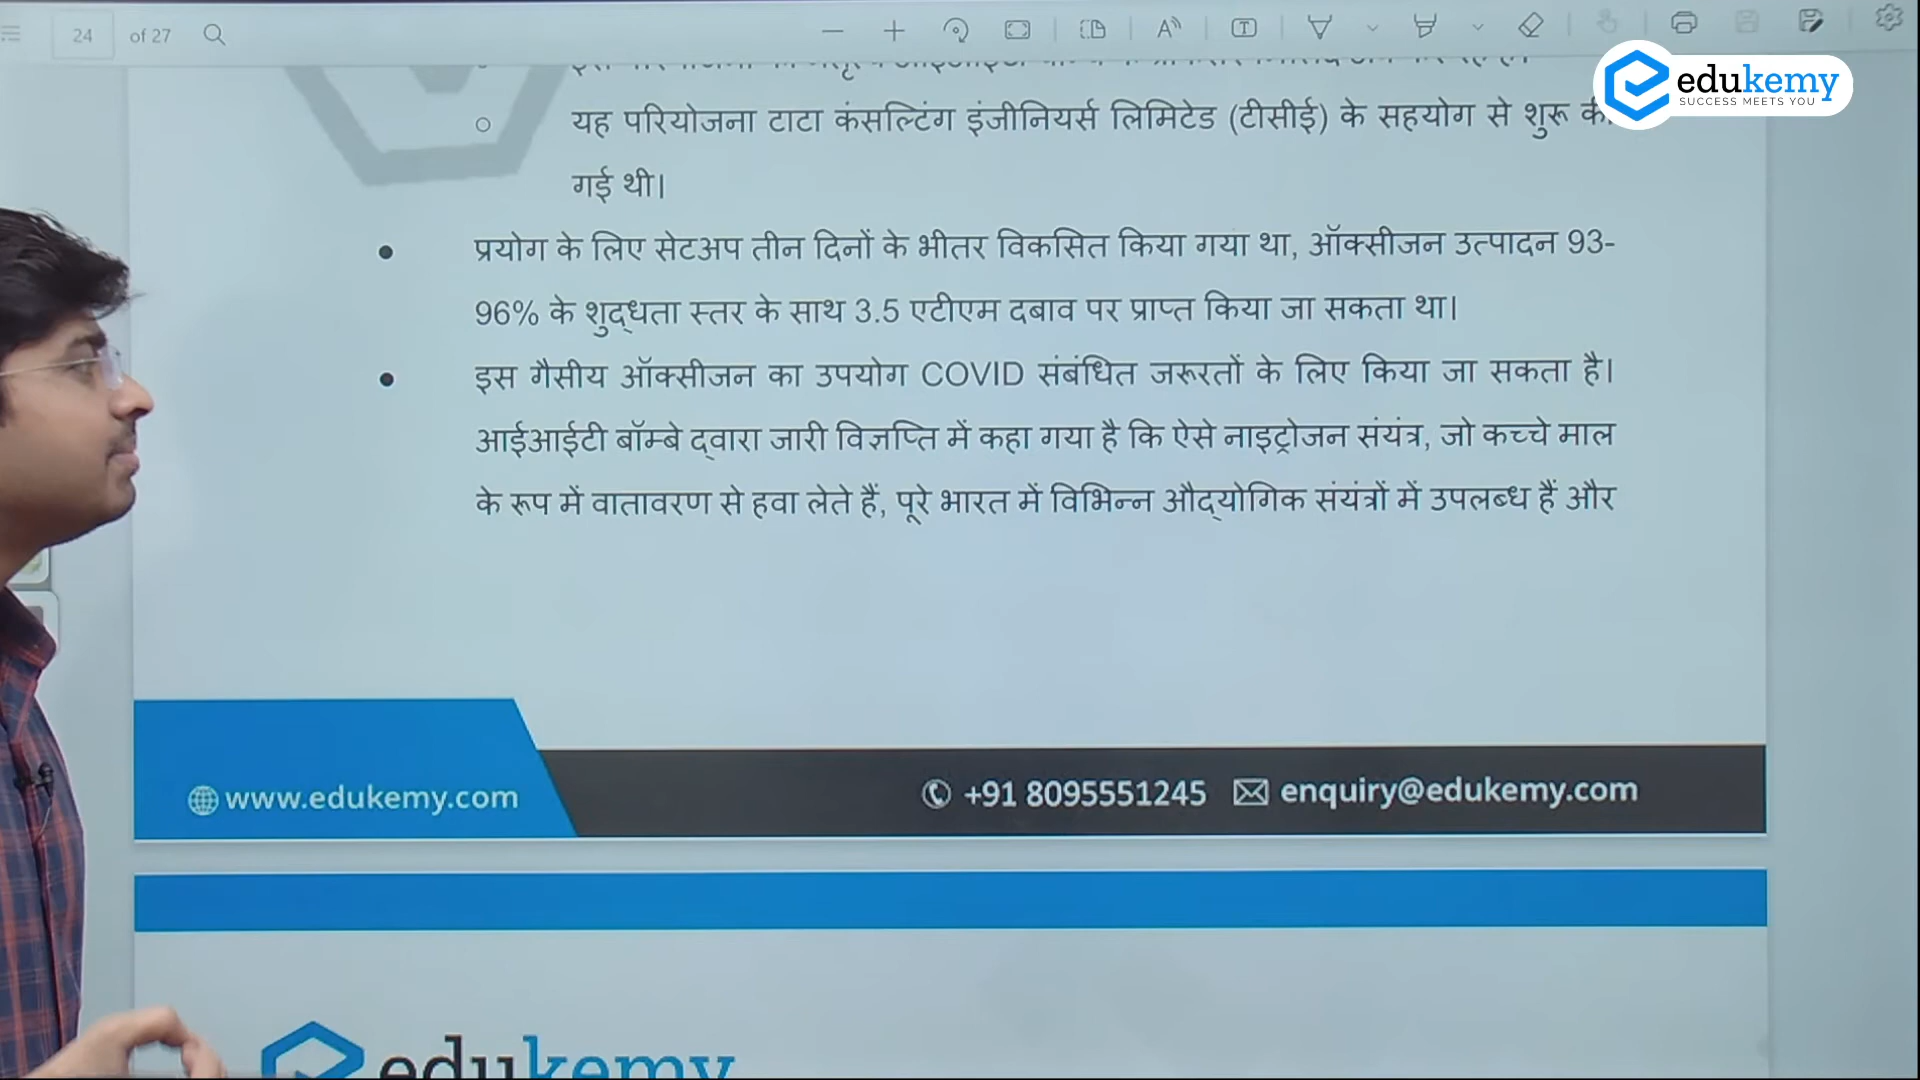 24 of 27
edukemy
SUCCESS MEETS YOU
यह परियोजना टाटा कंसल्टिंग इंजीनियर्स लिमिटेड (टीसीई) के सहयोग से शुरू की
गई थी।
प्रयोग के लिए सेटअप तीन दिनों के भीतर विकसित किया गया था, ऑक्सीजन उत्पादन 93-
96% के शुद्धता स्तर के साथ 3.5 एटीएम दबाव पर प्राप्त किया जा सकता था।
इस गैसीय ऑक्सीजन का उपयोग COVID संबंधित जरूरतों के लिए किया जा सकता है।
आईआईटी बॉम्बे द्वारा जारी विज्ञप्ति में कहा गया है कि ऐसे नाइट्रोजन संयंत्र, जो कच्चे माल
के रूप में वातावरण से हवा लेते हैं, पूरे भारत में विभिन्न औद्योगिक संयंत्रों में उपलब्ध हैं और
www.edukemy.com
+91 8095551245 enquiry@edukemy.com
edukemy